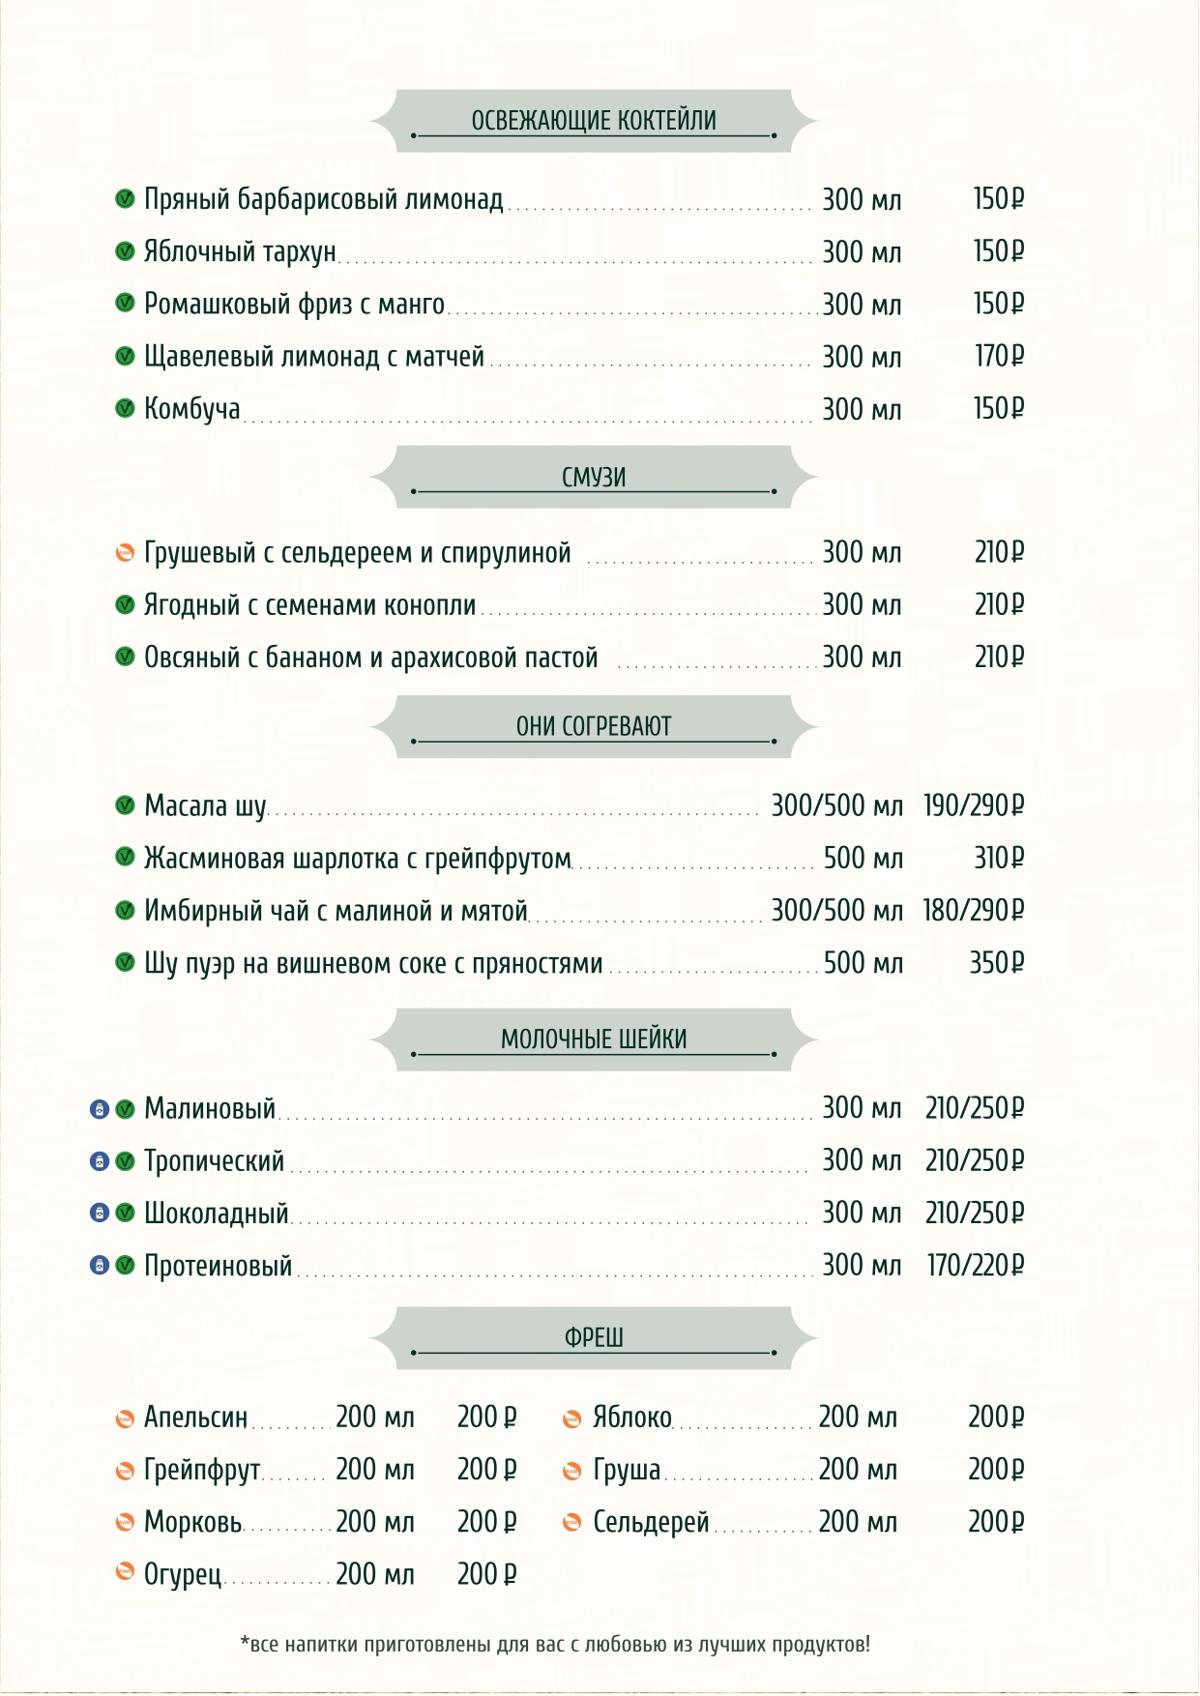 ОСВЕЖАЮЩИЕ КОКТЕЙЛИ
Пряный барбарисовый лимонад 300 мл 150₽
Яблочный тархун 300 мл 150₽
Ромашковый фриз с манго 300 мл 150₽
Щавелевый лимонад с матчей 300 мл 170₽
Комбуча 300 мл 150₽
СМУЗИ
Грушевый с сельдереем и спирулиной 300 мл 210₽
Ягодный с семенами конопли 300 мл 210₽
Овсяный с бананом и арахисовой пастой 300 мл 210₽
ОНИ СОГРЕВАЮТ
Масала шу 300/500 мл 190/290₽
Жасминовая шарлотка с грейпфрутом 500 мл 310₽
Имбирный чай с малиной и мятой 300/500 мл 180/290₽
Шу пуэр на вишневом соке с пряностями 500 мл 350₽
МОЛОЧНЫЕ ШЕЙКИ
Малиновый 300 мл 210/250₽
Тропический 300 мл 210/250₽
Шоколадный 300 мл 210/250₽
Протеиновый 300 мл 170/220₽
ФРЕШ
Апельсин 200 мл 200 ₽ Яблоко 200 мл 200₽
Грейпфрут 200 мл 200 ₽ Груша 200 мл 200₽
Морковь 200 мл 200 ₽ Сельдерей 200 мл 200₽
Огурец 200 мл 200 ₽
*все напитки приготовлены для вас с любовью из лучших продуктов!